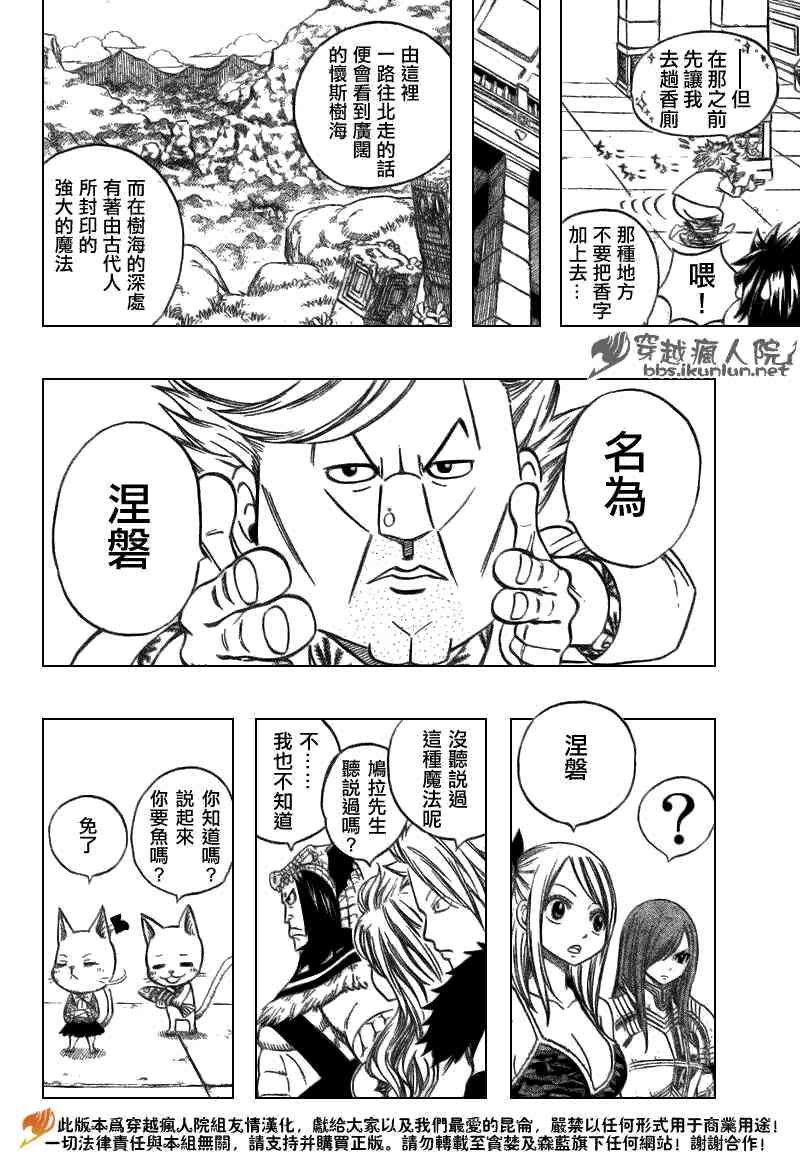 ──但
在那之前
先讓我
去趟香廁
喂！
那種地方
不要把香字
加上去…
由這裡
一路往北走的話
便會看到廣闊
的懷斯樹海
而在樹海的深處
有著由古代人
所封印的
強大的魔法
穿越瘋人院
bbs.ikunlun.net
名為
涅磐
？
涅磐
沒聽說過
這種魔法呢
鳩拉先生
聽說過嗎？
不……
我也不知道
你知道嗎？
說起來
你要魚嗎？
免了
此版本爲穿越瘋人院組友情漢化，獻給大家以及我們最愛的昆侖，嚴禁以任何形式用于商業用途！
一切法律責任與本組無關，請支持并購買正版。請勿轉載至貪婪及森藍旗下任何網站！謝謝合作！